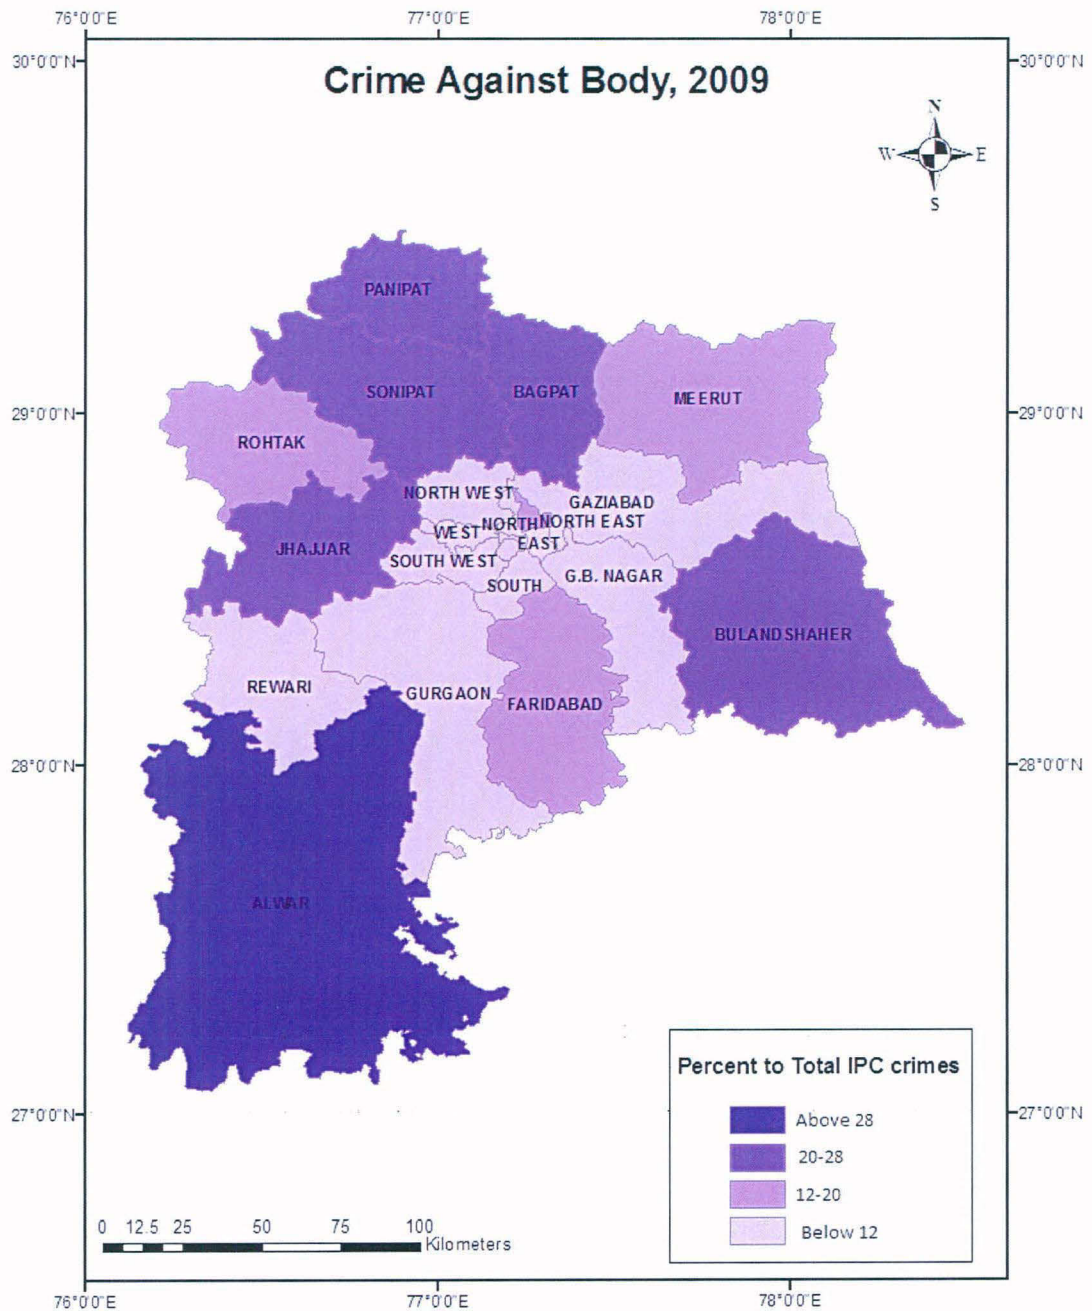 76°0'0"E 77°0'0"E 78°0'0"E
30°0'0"N 30°0'0"N
Crime Against Body, 2009
N
W E
S
PANIPAT
SONIPAT BAGPAT MEERUT
29°0'0"N 29°0'0"N
ROHTAK
NORTH WEST
GAZIABAD
NORTH NORTH EAST
WEST EAST
JHAJJAR
SOUTH WEST
G.B. NAGAR
SOUTH
BULANDSHAHER
REWARI GURGAON
FARIDABAD
28°0'0"N 28°0'0"N
ALWAR
Percent to Total IPC crimes
Above 28
20-28
12-20
Below 12
27°0'0"N 27°0'0"N
0 12.5 25 50 75 100
Kilometers
76°0'0"E 77°0'0"E 78°0'0"E